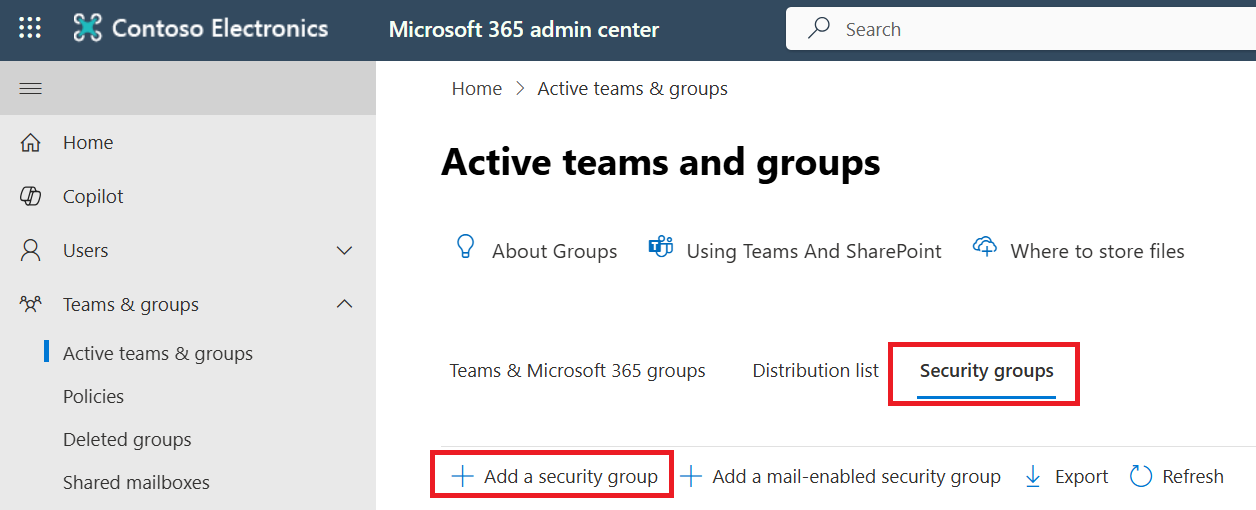 Contoso Electronics
Microsoft 365 admin center
Search
Home
Copilot
Users
Teams & groups
Active teams & groups
Policies
Deleted groups
Shared mailboxes
Home > Active teams & groups
Active teams and groups
About Groups
Using Teams And SharePoint
Where to store files
Teams & Microsoft 365 groups
Distribution list
Security groups
Add a security group
Add a mail-enabled security group
Export
Refresh